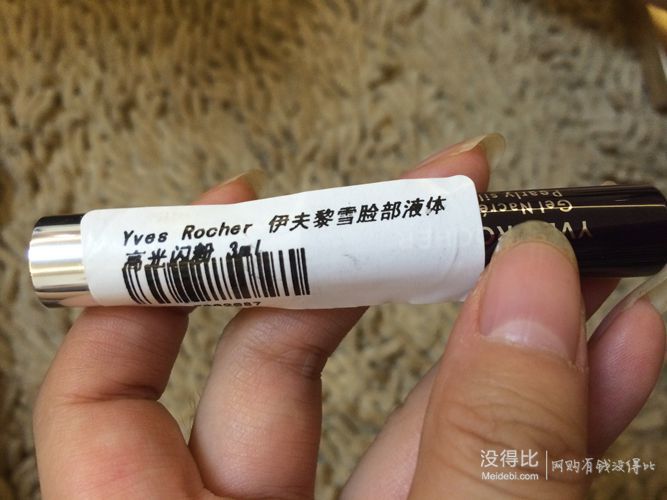 Yves Rocher 伊夫黎雪脸部液体
高光闪粉 3ml
Gel Nacré
没得比 网购有钱没得比
Meidebi.com